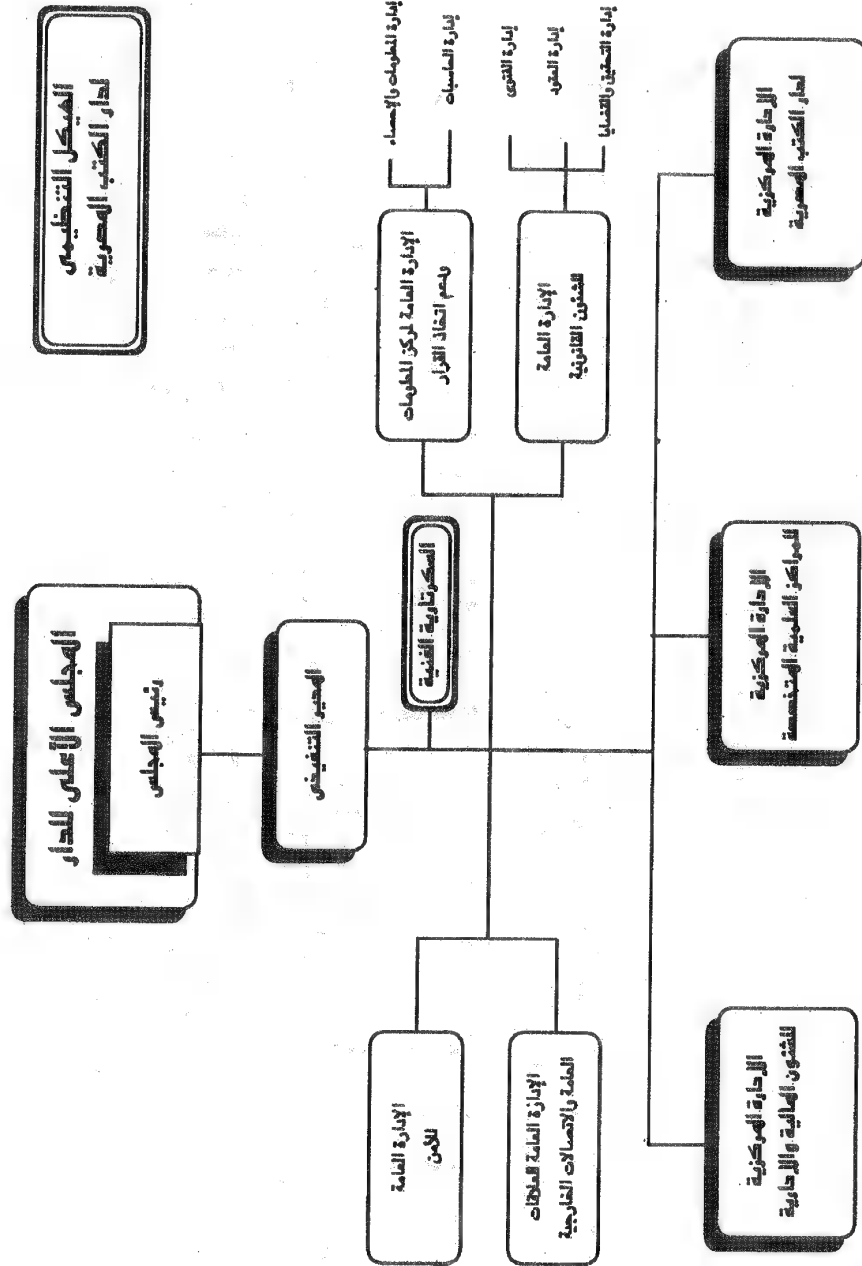 الهيكل التنظيمى
لدار الكتب المصرية
المجلس الأعلى للدار
رئيس المجلس
المدير التنفيذى
السكرتارية الفنية
الإدارة العامة لمركز المعلومات
ودعم اتخاذ القرار
إدارة المعلومات والإحصاء
إدارة الحاسبات
الإدارة العامة
للشئون القانونية
إدارة الفتوى
إدارة العقود
إدارة التحقيق والقضايا
الإدارة العامة
للأمن
الإدارة العامة للعلاقات
العامة والاتصالات الخارجية
الإدارة المركزية
لدار الكتب المصرية
الإدارة المركزية
للمراكز العلمية المتخصصة
الإدارة المركزية
للشئون المالية والإدارية